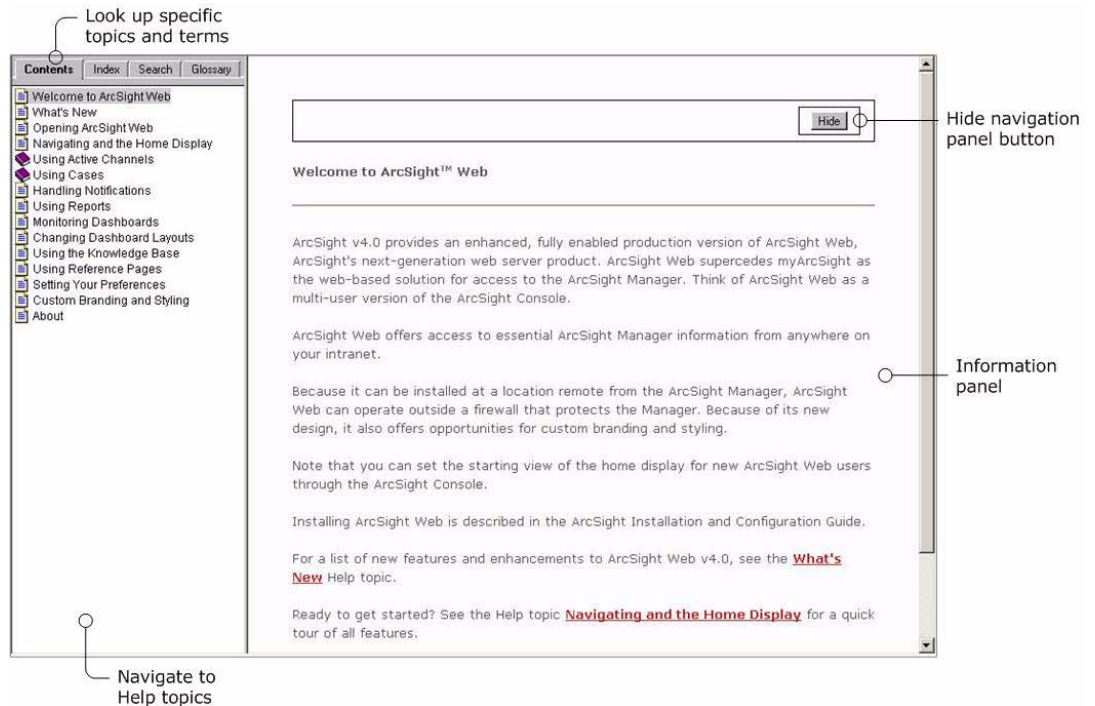 Look up specific
topics and terms
Contents Index Search Glossary
Welcome to ArcSight Web
What's New
Opening ArcSight Web
Navigating and the Home Display
Using Active Channels
Using Cases
Handling Notifications
Using Reports
Monitoring Dashboards
Changing Dashboard Layouts
Using the Knowledge Base
Using Reference Pages
Setting Your Preferences
Custom Branding and Styling
About
Hide
Hide navigation
panel button
Welcome to ArcSight™ Web
ArcSight v4.0 provides an enhanced, fully enabled production version of ArcSight Web,
ArcSight's next-generation web server product. ArcSight Web supercedes myArcSight as
the web-based solution for access to the ArcSight Manager. Think of ArcSight Web as a
multi-user version of the ArcSight Console.
ArcSight Web offers access to essential ArcSight Manager information from anywhere on
your intranet.
Because it can be installed at a location remote from the ArcSight Manager, ArcSight
Web can operate outside a firewall that protects the Manager. Because of its new
design, it also offers opportunities for custom branding and styling.
Note that you can set the starting view of the home display for new ArcSight Web users
through the ArcSight Console.
Installing ArcSight Web is described in the ArcSight Installation and Configuration Guide.
For a list of new features and enhancements to ArcSight Web v4.0, see the What's
New Help topic.
Ready to get started? See the Help topic Navigating and the Home Display for a quick
tour of all features.
Information
panel
Navigate to
Help topics